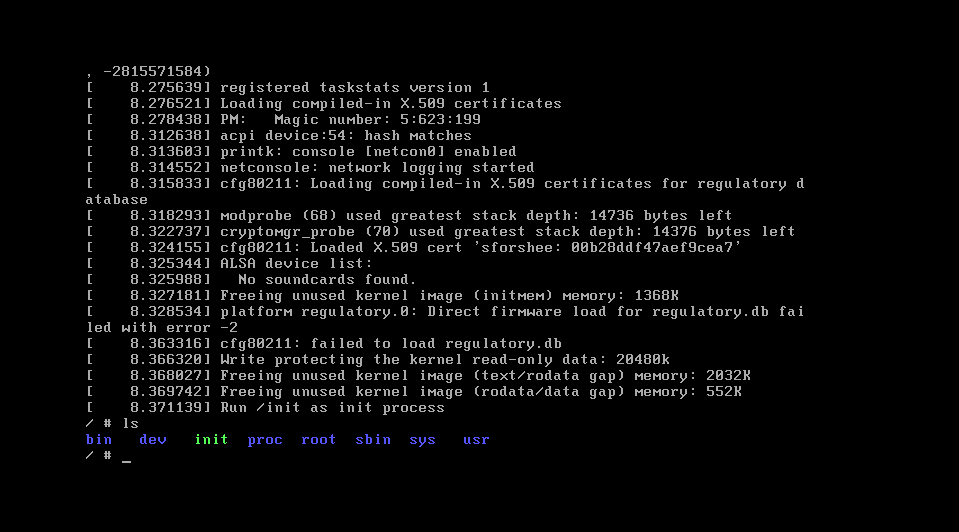 , -2815571584)
[    8.275639] registered taskstats version 1
[    8.276521] Loading compiled-in X.509 certificates
[    8.278438] PM:   Magic number: 5:623:199
[    8.312638] acpi device:54: hash matches
[    8.313603] printk: console [netcon0] enabled
[    8.314552] netconsole: network logging started
[    8.315833] cfg80211: Loading compiled-in X.509 certificates for regulatory d
atabase
[    8.318293] modprobe (68) used greatest stack depth: 14736 bytes left
[    8.322737] cryptomgr_probe (70) used greatest stack depth: 14376 bytes left
[    8.324155] cfg80211: Loaded X.509 cert 'sforshee: 00b28ddf47aef9cea7'
[    8.325344] ALSA device list:
[    8.325988]   No soundcards found.
[    8.327181] Freeing unused kernel image (initmem) memory: 1368K
[    8.328534] platform regulatory.0: Direct firmware load for regulatory.db fai
led with error -2
[    8.363316] cfg80211: failed to load regulatory.db
[    8.366320] Write protecting the kernel read-only data: 20480k
[    8.368027] Freeing unused kernel image (text/rodata gap) memory: 2032K
[    8.369742] Freeing unused kernel image (rodata/data gap) memory: 552K
[    8.371139] Run /init as init process
/ # ls
bin   dev   init  proc  root  sbin  sys   usr
/ # _